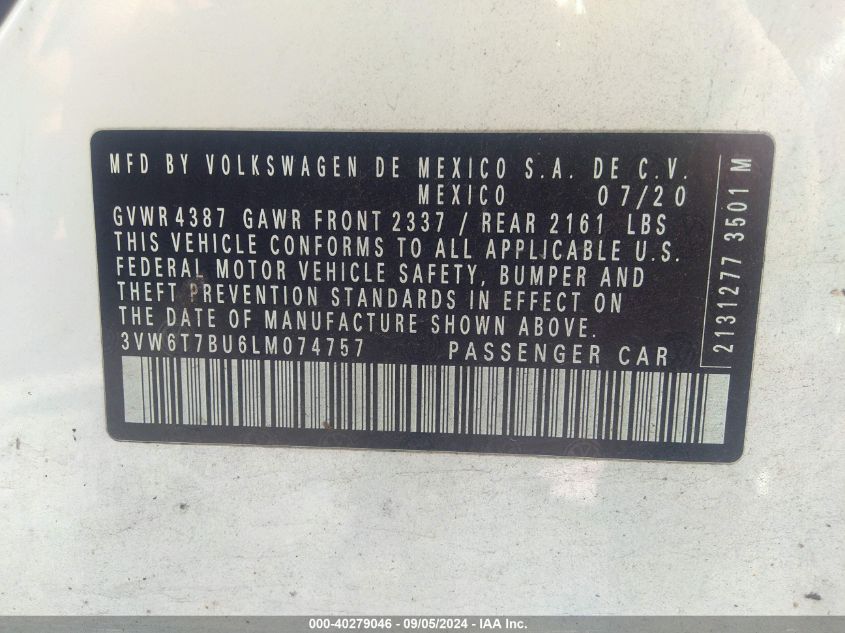 MFD BY VOLKSWAGEN DE MEXICO S.A. DE C.V.
MEXICO 07/20
GVWR 4387 GAWR FRONT 2337 / REAR 2161 LBS
THIS VEHICLE CONFORMS TO ALL APPLICABLE U.S.
FEDERAL MOTOR VEHICLE SAFETY, BUMPER AND
THEFT PREVENTION STANDARDS IN EFFECT ON
THE DATE OF MANUFACTURE SHOWN ABOVE.
3VW6T7BU6LM074757 PASSENGER CAR
2131277 3501 M
000-40279046 - 09/05/2024 - IAA Inc.